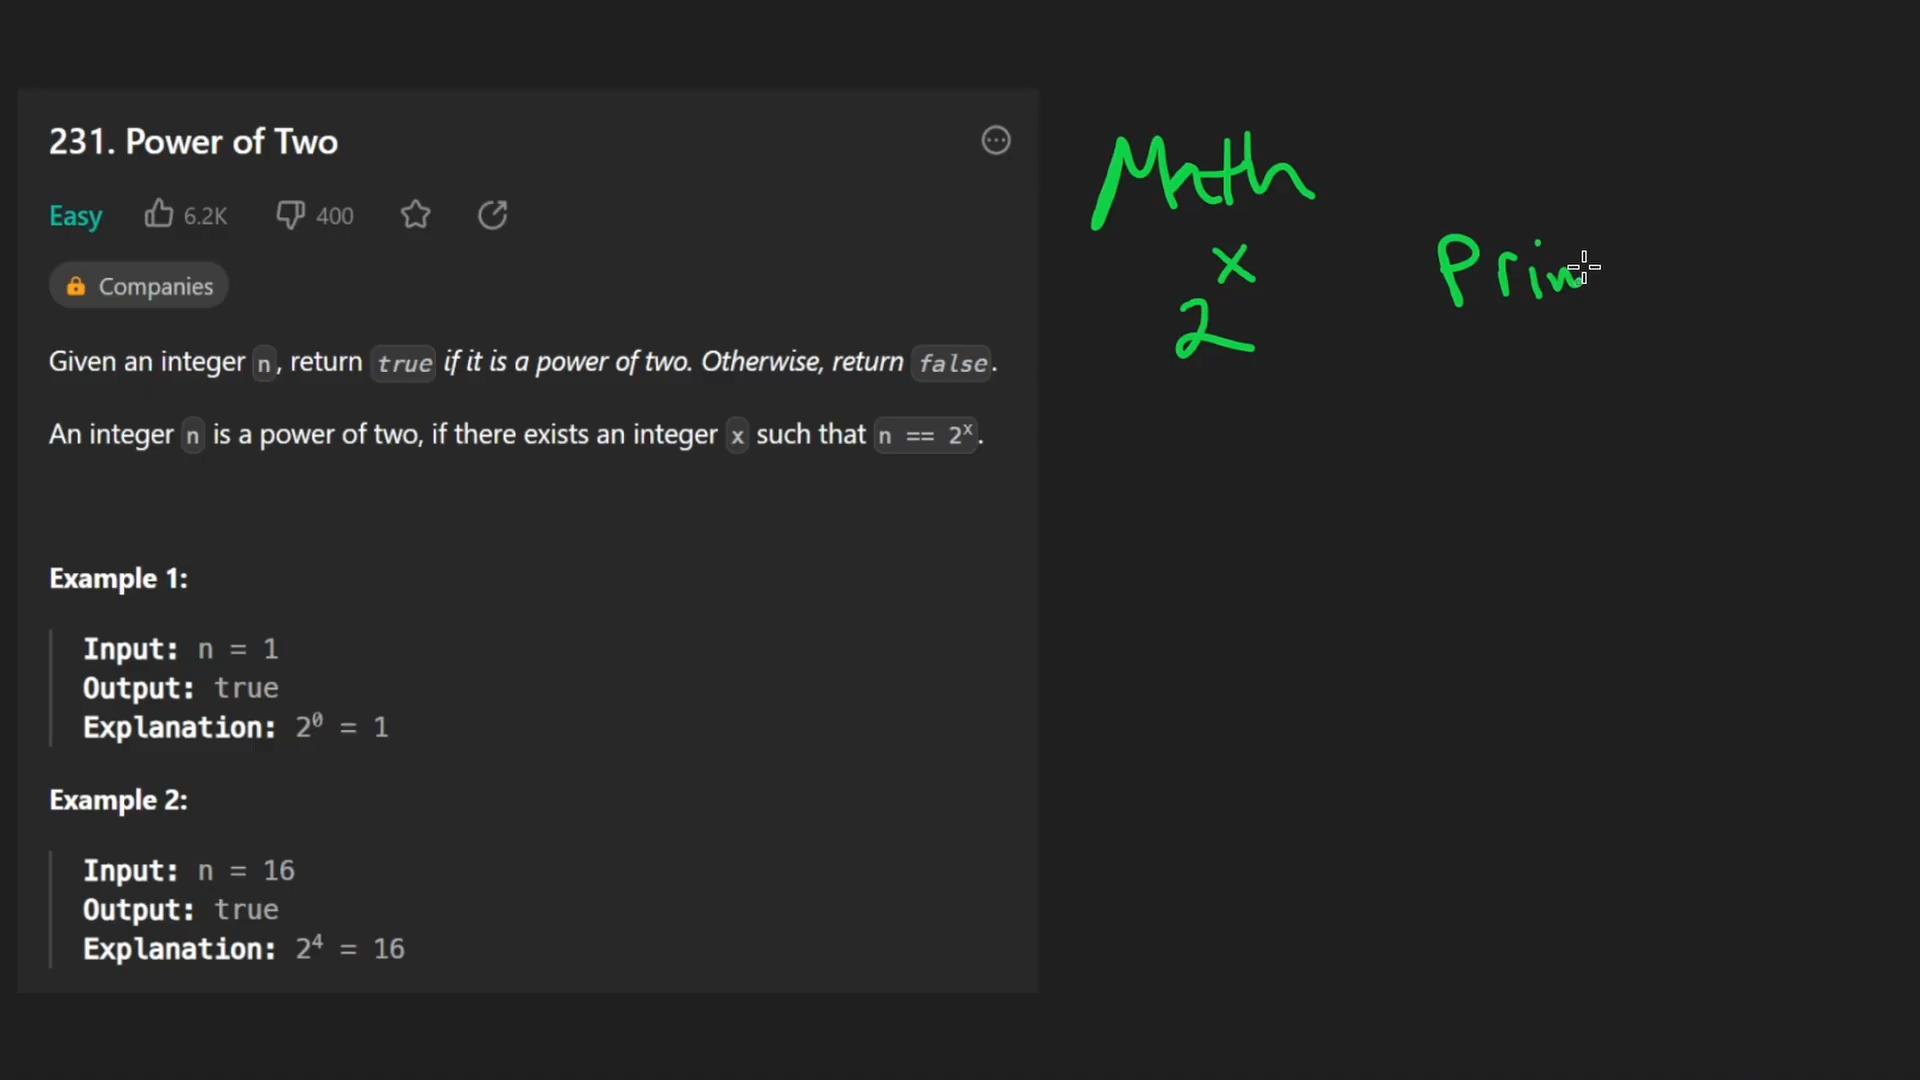 231. Power of Two
Easy 6.2K 400
Companies
Given an integer n, return true if it is a power of two. Otherwise, return false.
An integer n is a power of two, if there exists an integer x such that n == 2ˣ.
Example 1:
Input: n = 1
Output: true
Explanation: 2⁰ = 1
Example 2:
Input: n = 16
Output: true
Explanation: 2⁴ = 16
Math
2ˣ
Prin